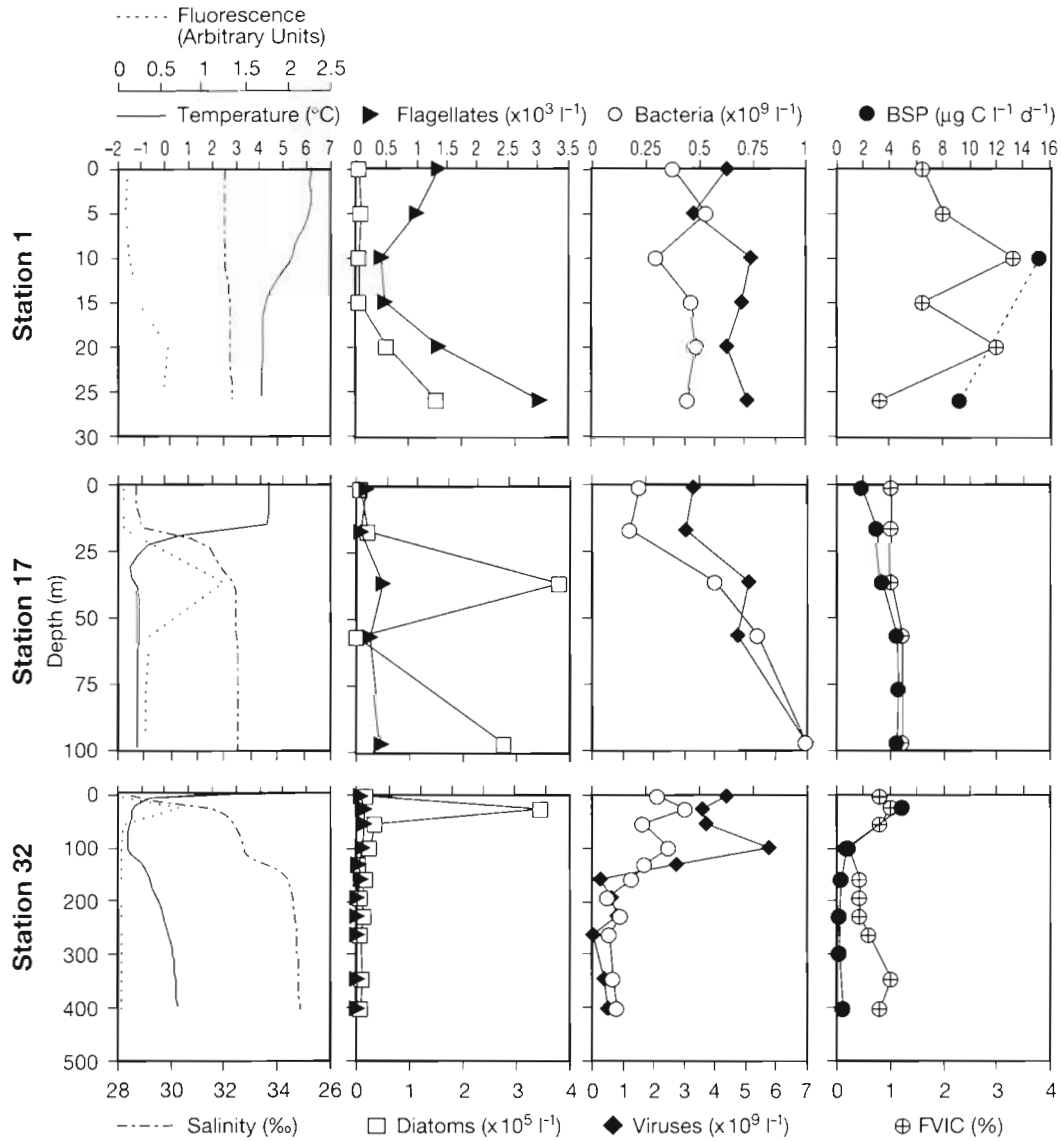 Fluorescence
(Arbitrary Units)
0 0.5 1 1.5 2 2.5
Temperature (°C)
Flagellates (x10³ l⁻¹)
Bacteria (x10⁹ l⁻¹)
BSP (µg C l⁻¹ d⁻¹)
-2 -1 0 1 2 3 4 5 6 7
0 0.5 1 1.5 2 2.5 3 3.5
0.25 0.5 0.75 1
0 2 4 6 8 10 12 14 16
Station 1
0
5
10
15
20
25
30
Station 17
Depth (m)
0
25
50
75
100
Station 32
0
100
200
300
400
500
28 30 32 34 26
0 1 2 3 4
0 1 2 3 4 5 6 7
0 1 2 3 4
Salinity (‰)
Diatoms (x10⁵ l⁻¹)
Viruses (x10⁹ l⁻¹)
FVIC (%)